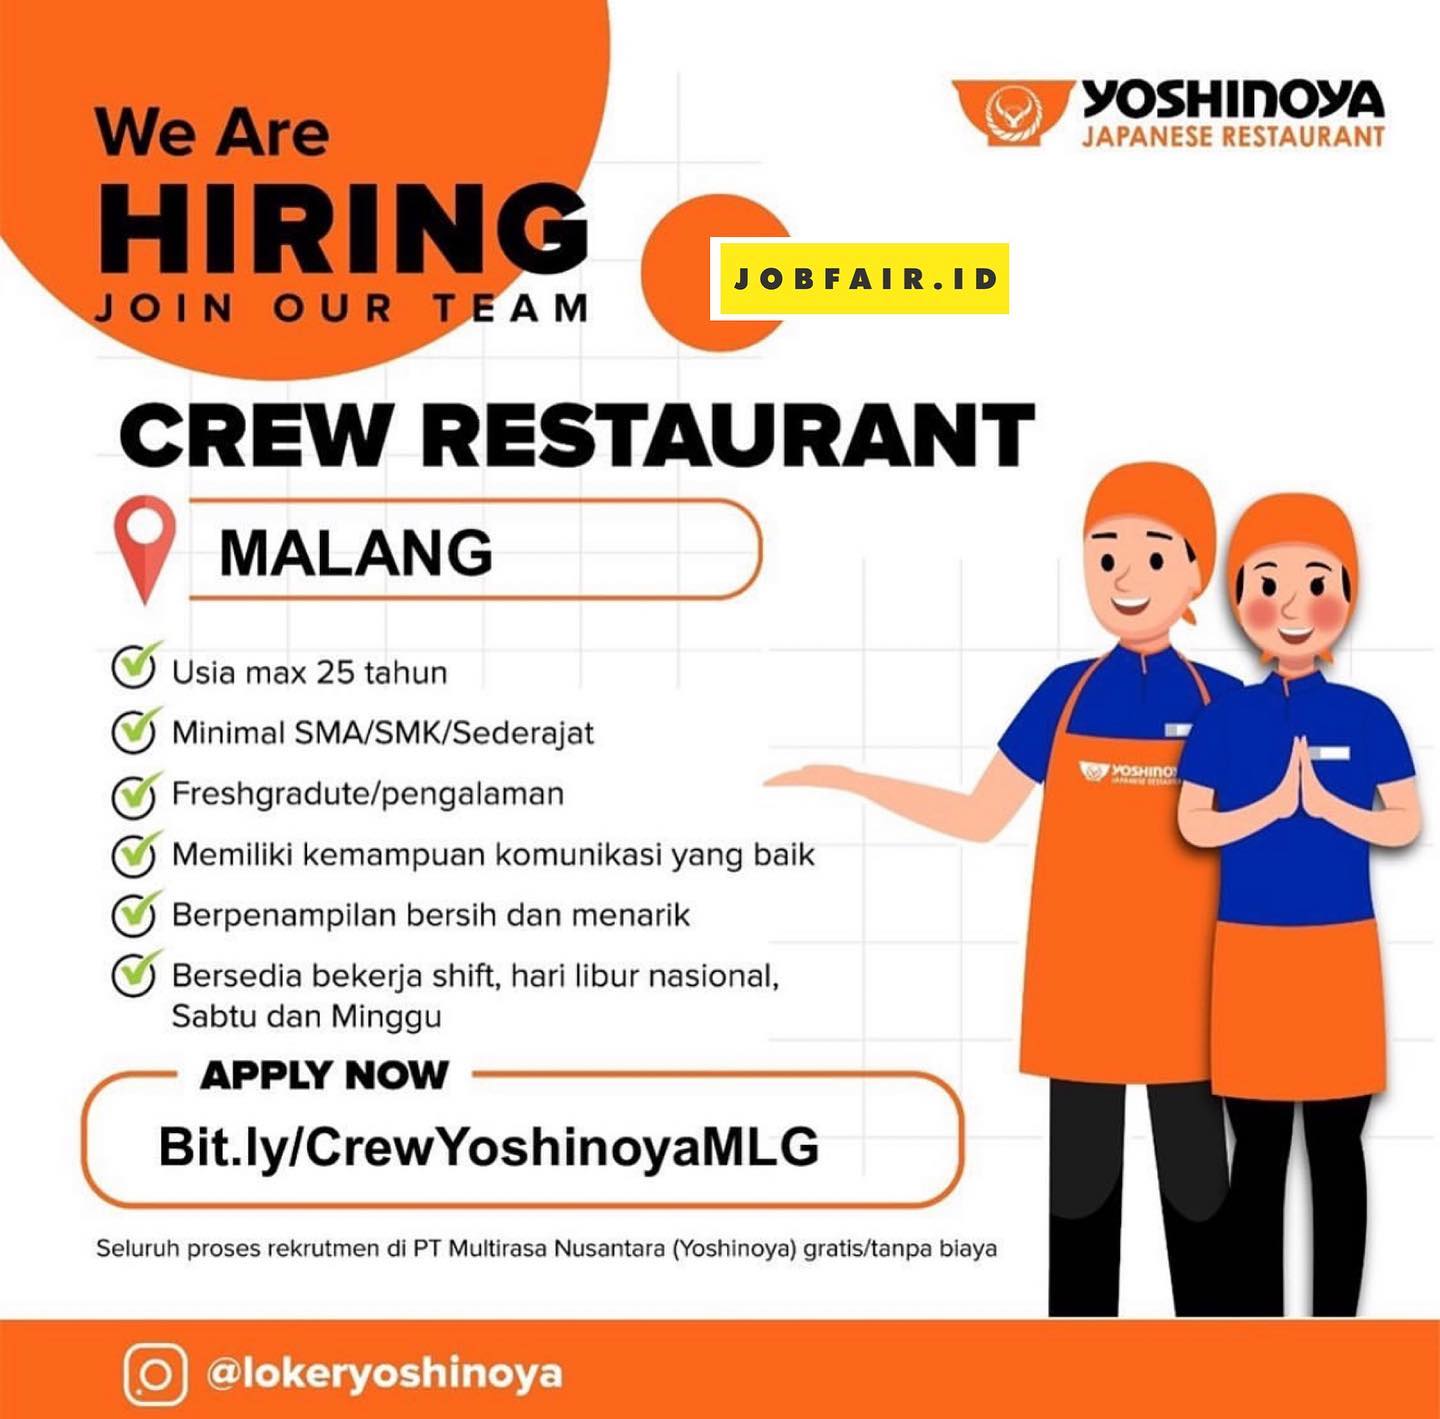 We Are
HIRING
JOIN OUR TEAM
YOSHINOYA
JAPANESE RESTAURANT
JOBFAIR.ID
CREW RESTAURANT
MALANG
Usia max 25 tahun
Minimal SMA/SMK/Sederajat
Freshgradute/pengalaman
Memiliki kemampuan komunikasi yang baik
Berpenampilan bersih dan menarik
Bersedia bekerja shift, hari libur nasional,
Sabtu dan Minggu
YOSHINO
JAPANESE RESTAU
APPLY NOW
Bit.ly/CrewYoshinoyaMLG
Seluruh proses rekrutmen di PT Multirasa Nusantara (Yoshinoya) gratis/tanpa biaya
@lokeryoshinoya